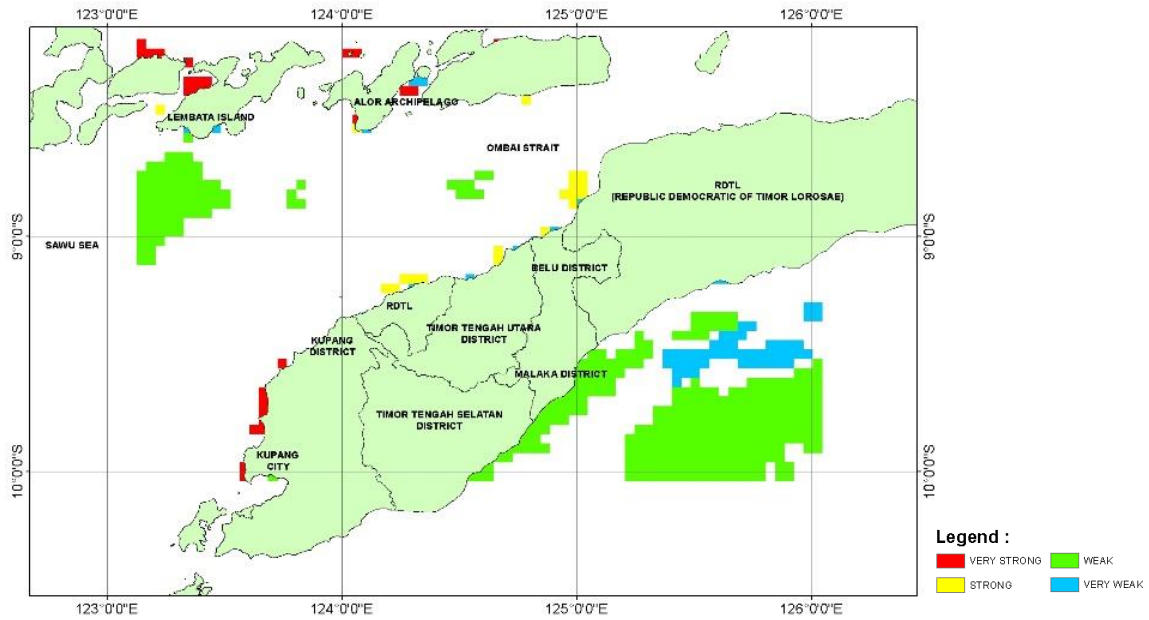 123°0'0"E 124°0'0"E 125°0'0"E 126°0'0"E
ALOR ARCHIPELAGO
LEMBATA ISLAND
OMBAI STRAIT
RDTL
(REPUBLIC DEMOCRATIC OF TIMOR LOROSAE)
9°0'0"S
9°0'0"S
SAWU SEA
BELU DISTRICT
RDTL
TIMOR TENGAH UTARA
DISTRICT
KUPANG
DISTRICT
MALAKA DISTRICT
TIMOR TENGAH SELATAN
DISTRICT
KUPANG
CITY
10°0'0"S
10°0'0"S
123°0'0"E 124°0'0"E 125°0'0"E 126°0'0"E
Legend :
VERY STRONG WEAK
STRONG VERY WEAK